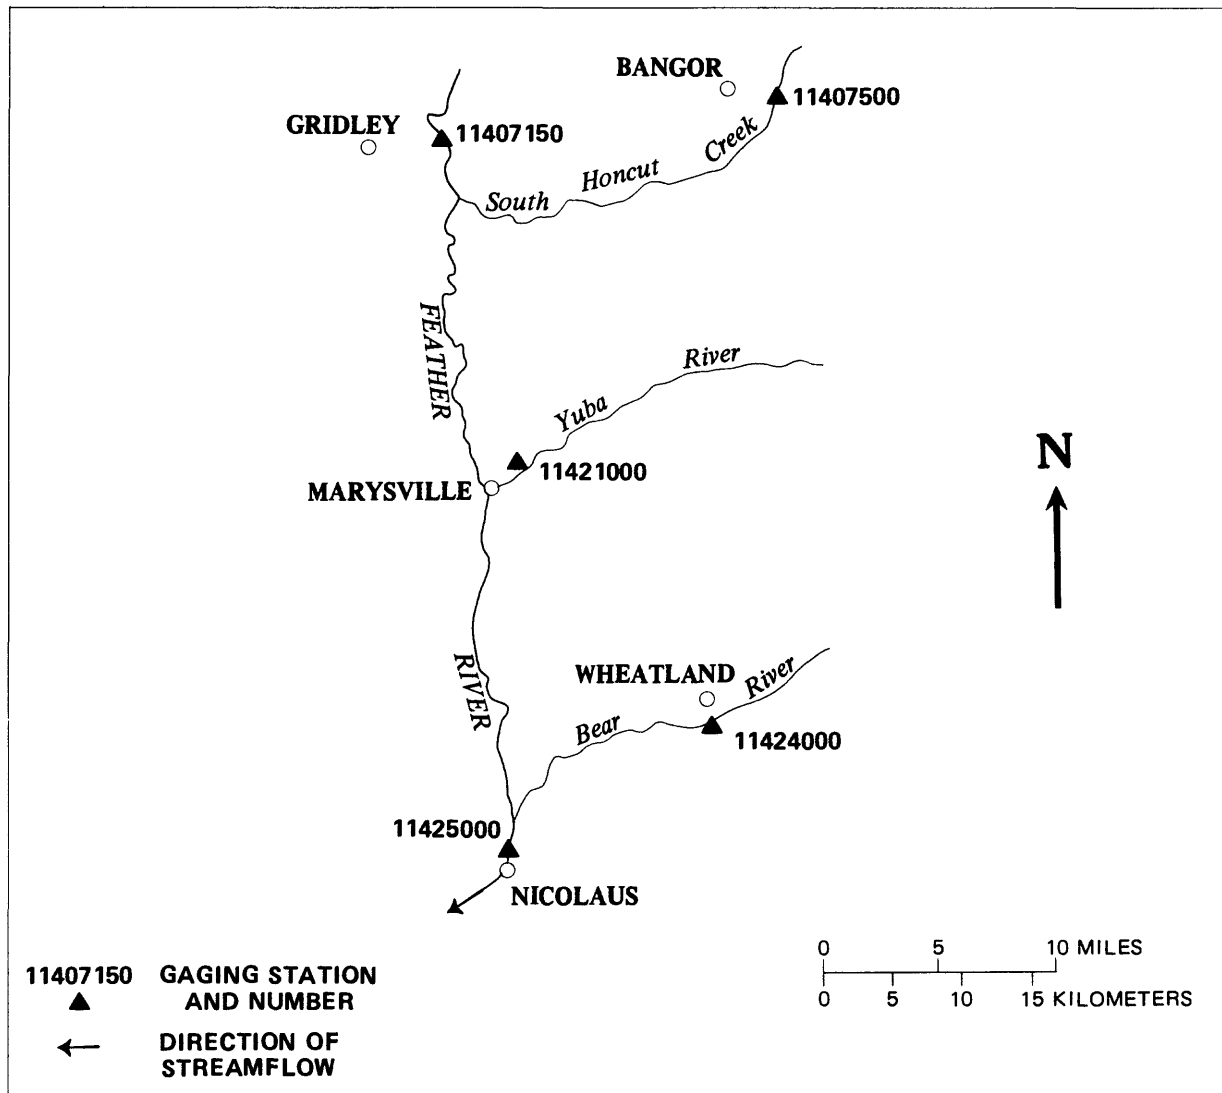 BANGOR
11407500
GRIDLEY
11407150
South Honcut Creek
FEATHER RIVER
Yuba River
11421000
MARYSVILLE
N
WHEATLAND
Bear River
11424000
11425000
NICOLAUS
0 5 10 MILES
0 5 10 15 KILOMETERS
11407150 GAGING STATION
AND NUMBER
DIRECTION OF
STREAMFLOW